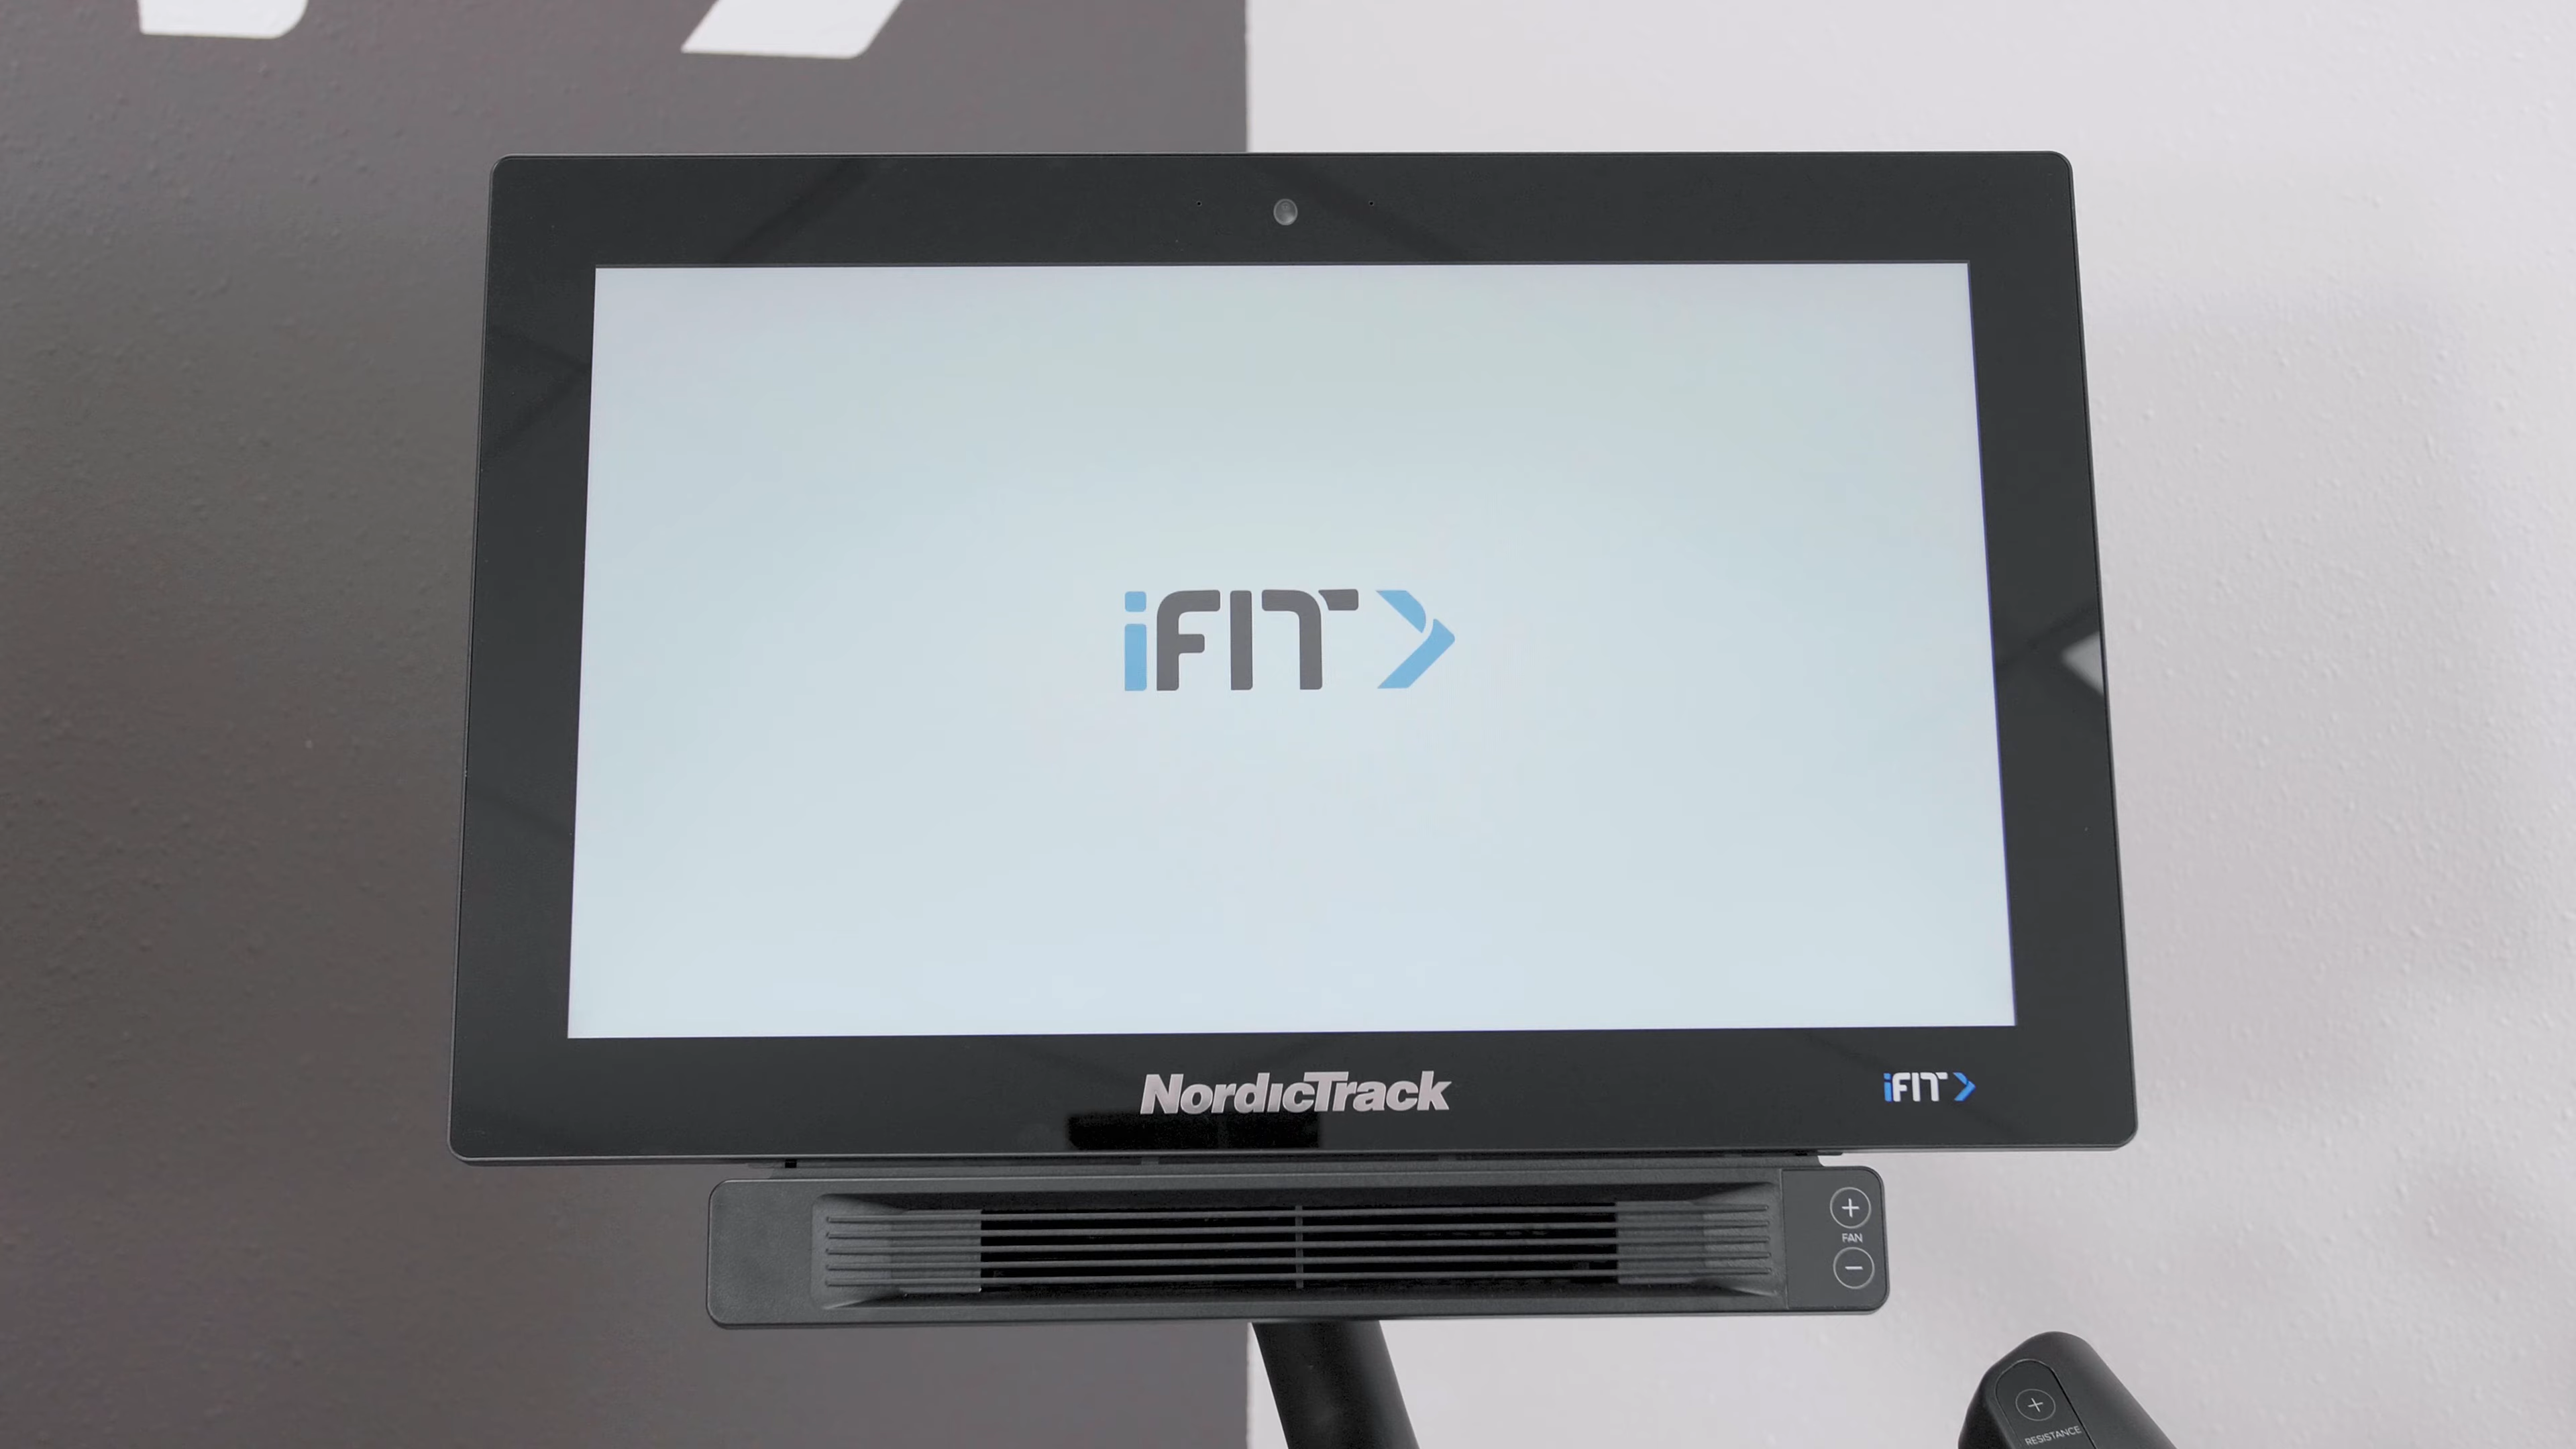 iFIT
NordicTrack
iFIT
+
FAN
−
+
RESISTANCE